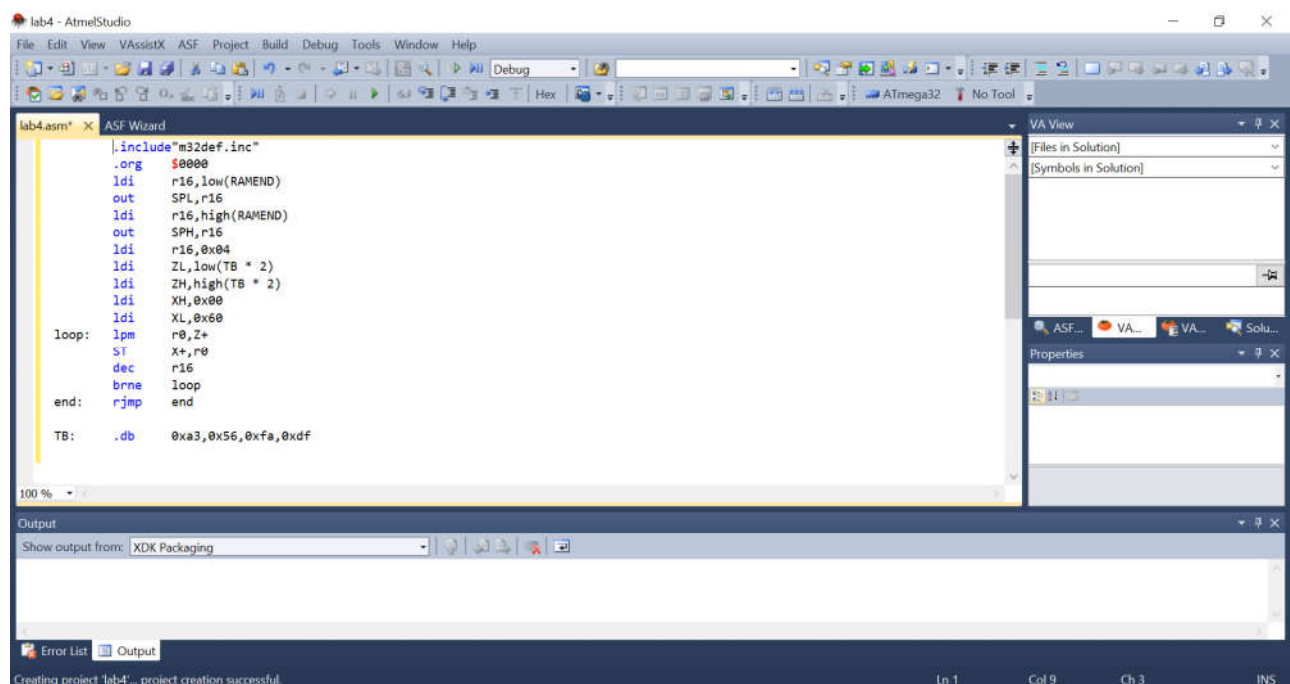 lab4 - AtmelStudio
File Edit View VAssistX ASF Project Build Debug Tools Window Help
Debug
Hex ATmega32 No Tool
lab4.asm* ASF Wizard
.include"m32def.inc"
.org $0000
ldi r16,low(RAMEND)
out SPL,r16
ldi r16,high(RAMEND)
out SPH,r16
ldi r16,0x04
ldi ZL,low(TB * 2)
ldi ZH,high(TB * 2)
ldi XH,0x00
ldi XL,0x60
loop: lpm r0,Z+
ST X+,r0
dec r16
brne loop
end: rjmp end
TB: .db 0xa3,0x56,0xfa,0xdf
100 %
VA View
[Files in Solution]
[Symbols in Solution]
ASF... VA... VA... Solu...
Properties
Output
Show output from: XDK Packaging
Error List Output
Creating project 'lab4'... project creation successful. Ln 1 Col 9 Ch 3 INS